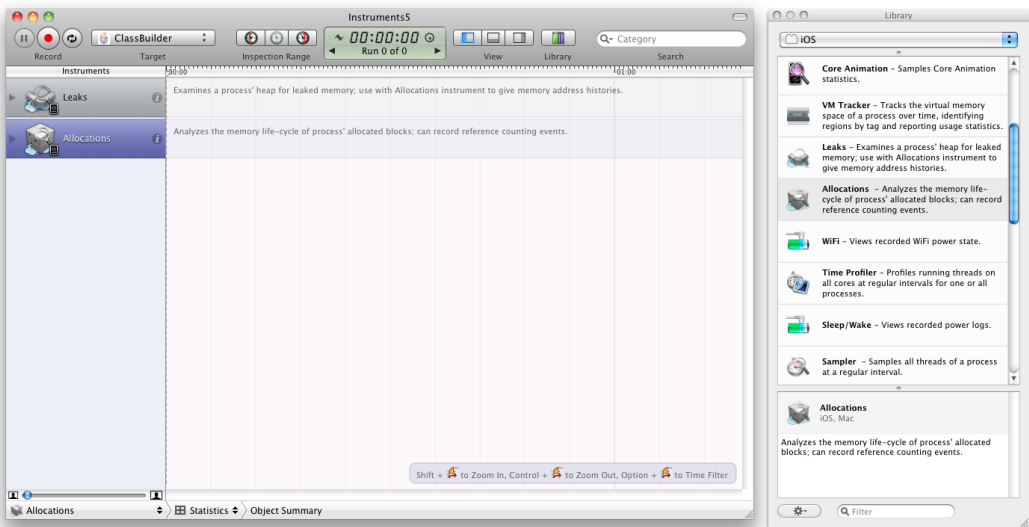 Instruments5
ClassBuilder
00:00:00
Run 0 of 0
Category
Record
Target
Inspection Range
View
Library
Search
Instruments
00:00
01:00
Leaks
Examines a process' heap for leaked memory; use with Allocations instrument to give memory address histories.
Allocations
Analyzes the memory life-cycle of process' allocated blocks; can record reference counting events.
Shift + to Zoom In, Control + to Zoom Out, Option + to Time Filter
Allocations
Statistics
Object Summary
Library
iOS
Core Animation – Samples Core Animation
statistics.
VM Tracker – Tracks the virtual memory
space of a process over time, identifying
regions by tag and reporting usage statistics.
Leaks – Examines a process' heap for leaked
memory; use with Allocations instrument to
give memory address histories.
Allocations – Analyzes the memory life-
cycle of process' allocated blocks; can record
reference counting events.
WiFi – Views recorded WiFi power state.
Time Profiler – Profiles running threads on
all cores at regular intervals for one or all
processes.
Sleep/Wake – Views recorded power logs.
Sampler – Samples all threads of a process
at a regular interval.
Allocations
iOS, Mac
Analyzes the memory life-cycle of process' allocated
blocks; can record reference counting events.
Filter